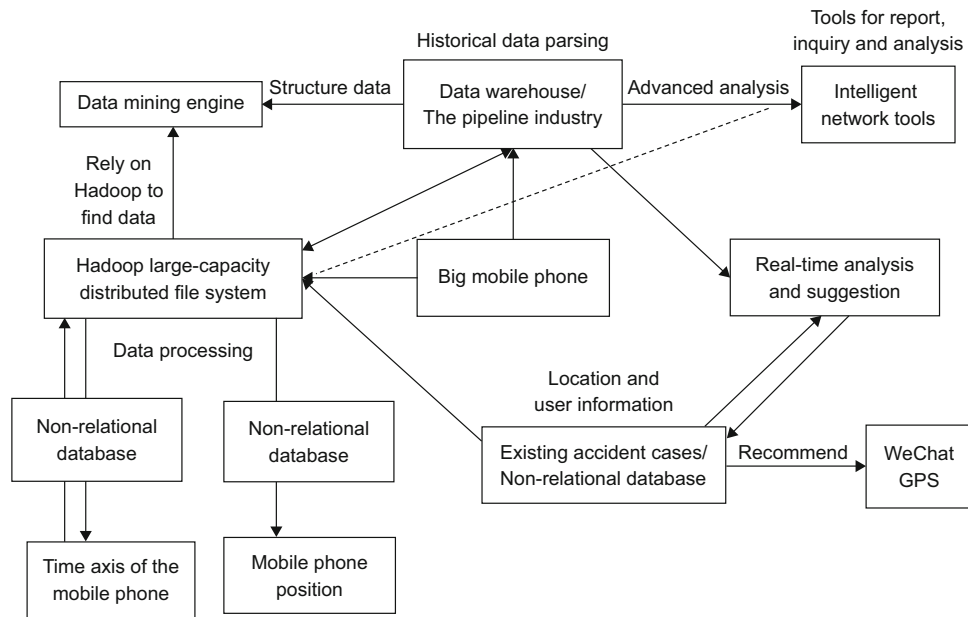 Tools for report,
inquiry and analysis
Historical data parsing
Data mining engine
Structure data
Data warehouse/
The pipeline industry
Advanced analysis
Intelligent
network tools
Rely on
Hadoop to
find data
Hadoop large-capacity
distributed file system
Big mobile phone
Real-time analysis
and suggestion
Data processing
Location and
user information
Non-relational
database
Non-relational
database
Existing accident cases/
Non-relational database
Recommend
WeChat
GPS
Time axis of the
mobile phone
Mobile phone
position